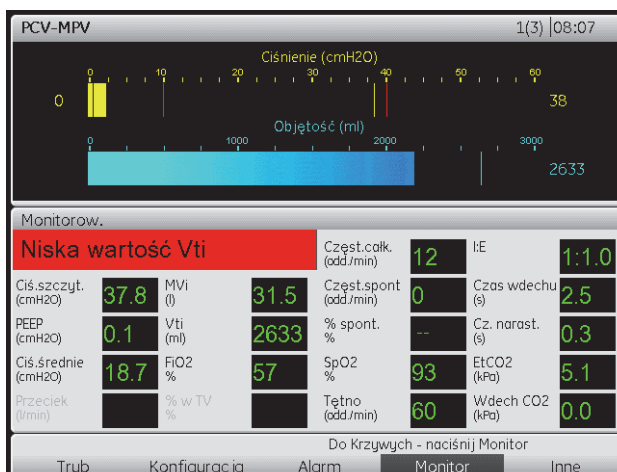 PCV-MPV 1(3) 08:07
Ciśnienie (cmH2O)
0 10 20 30 40 50 60
0 38
Objętość (ml)
0 1000 2000 3000
2633
Monitorow.
Niska wartość Vti
Częst.całk. (odd./min) 12 I:E 1:1.0
Ciś.szczyt. (cmH2O) 37.8 MVi (l) 31.5 Częst.spont (odd./min) 0 Czas wdechu (s) 2.5
PEEP (cmH2O) 0.1 Vti (ml) 2633 % spont. % -- Cz. narast. (s) 0.3
Ciś.średnie (cmH2O) 18.7 FiO2 % 57 SpO2 % 93 EtCO2 (kPa) 5.1
Przeciek (l/min) % w TV % Tętno (odd./min) 60 Wdech CO2 (kPa) 0.0
Do Krzywych - naciśnij Monitor
Tryb Konfiguracja Alarm Monitor Inne